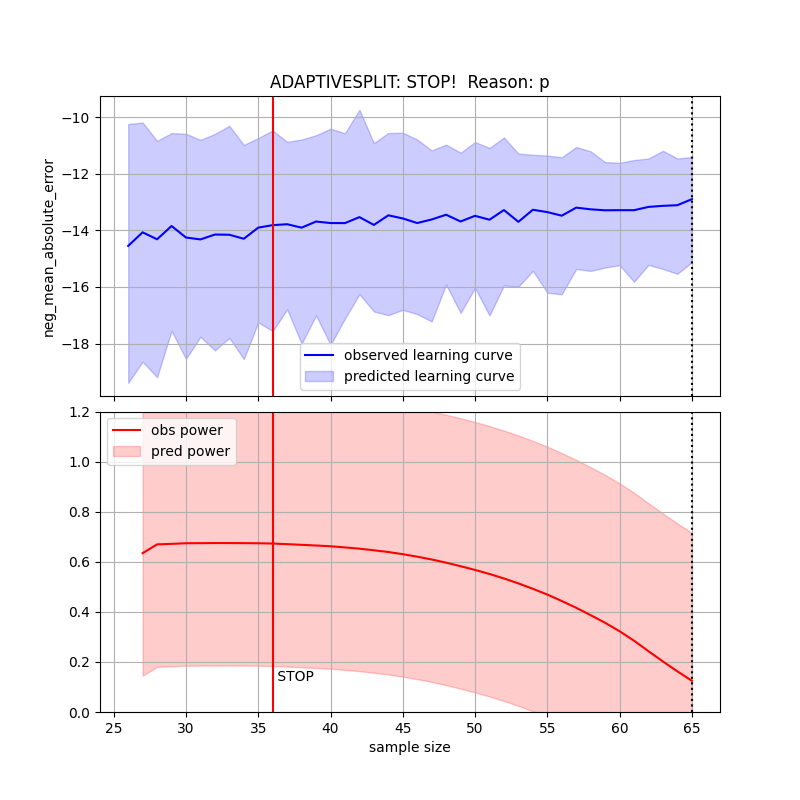 ADAPTIVESPLIT: STOP!  Reason: p
neg_mean_absolute_error
−10
−12
−14
−16
−18
observed learning curve
predicted learning curve
1.2
1.0
0.8
0.6
0.4
0.2
0.0
obs power
pred power
STOP
25 30 35 40 45 50 55 60 65
sample size